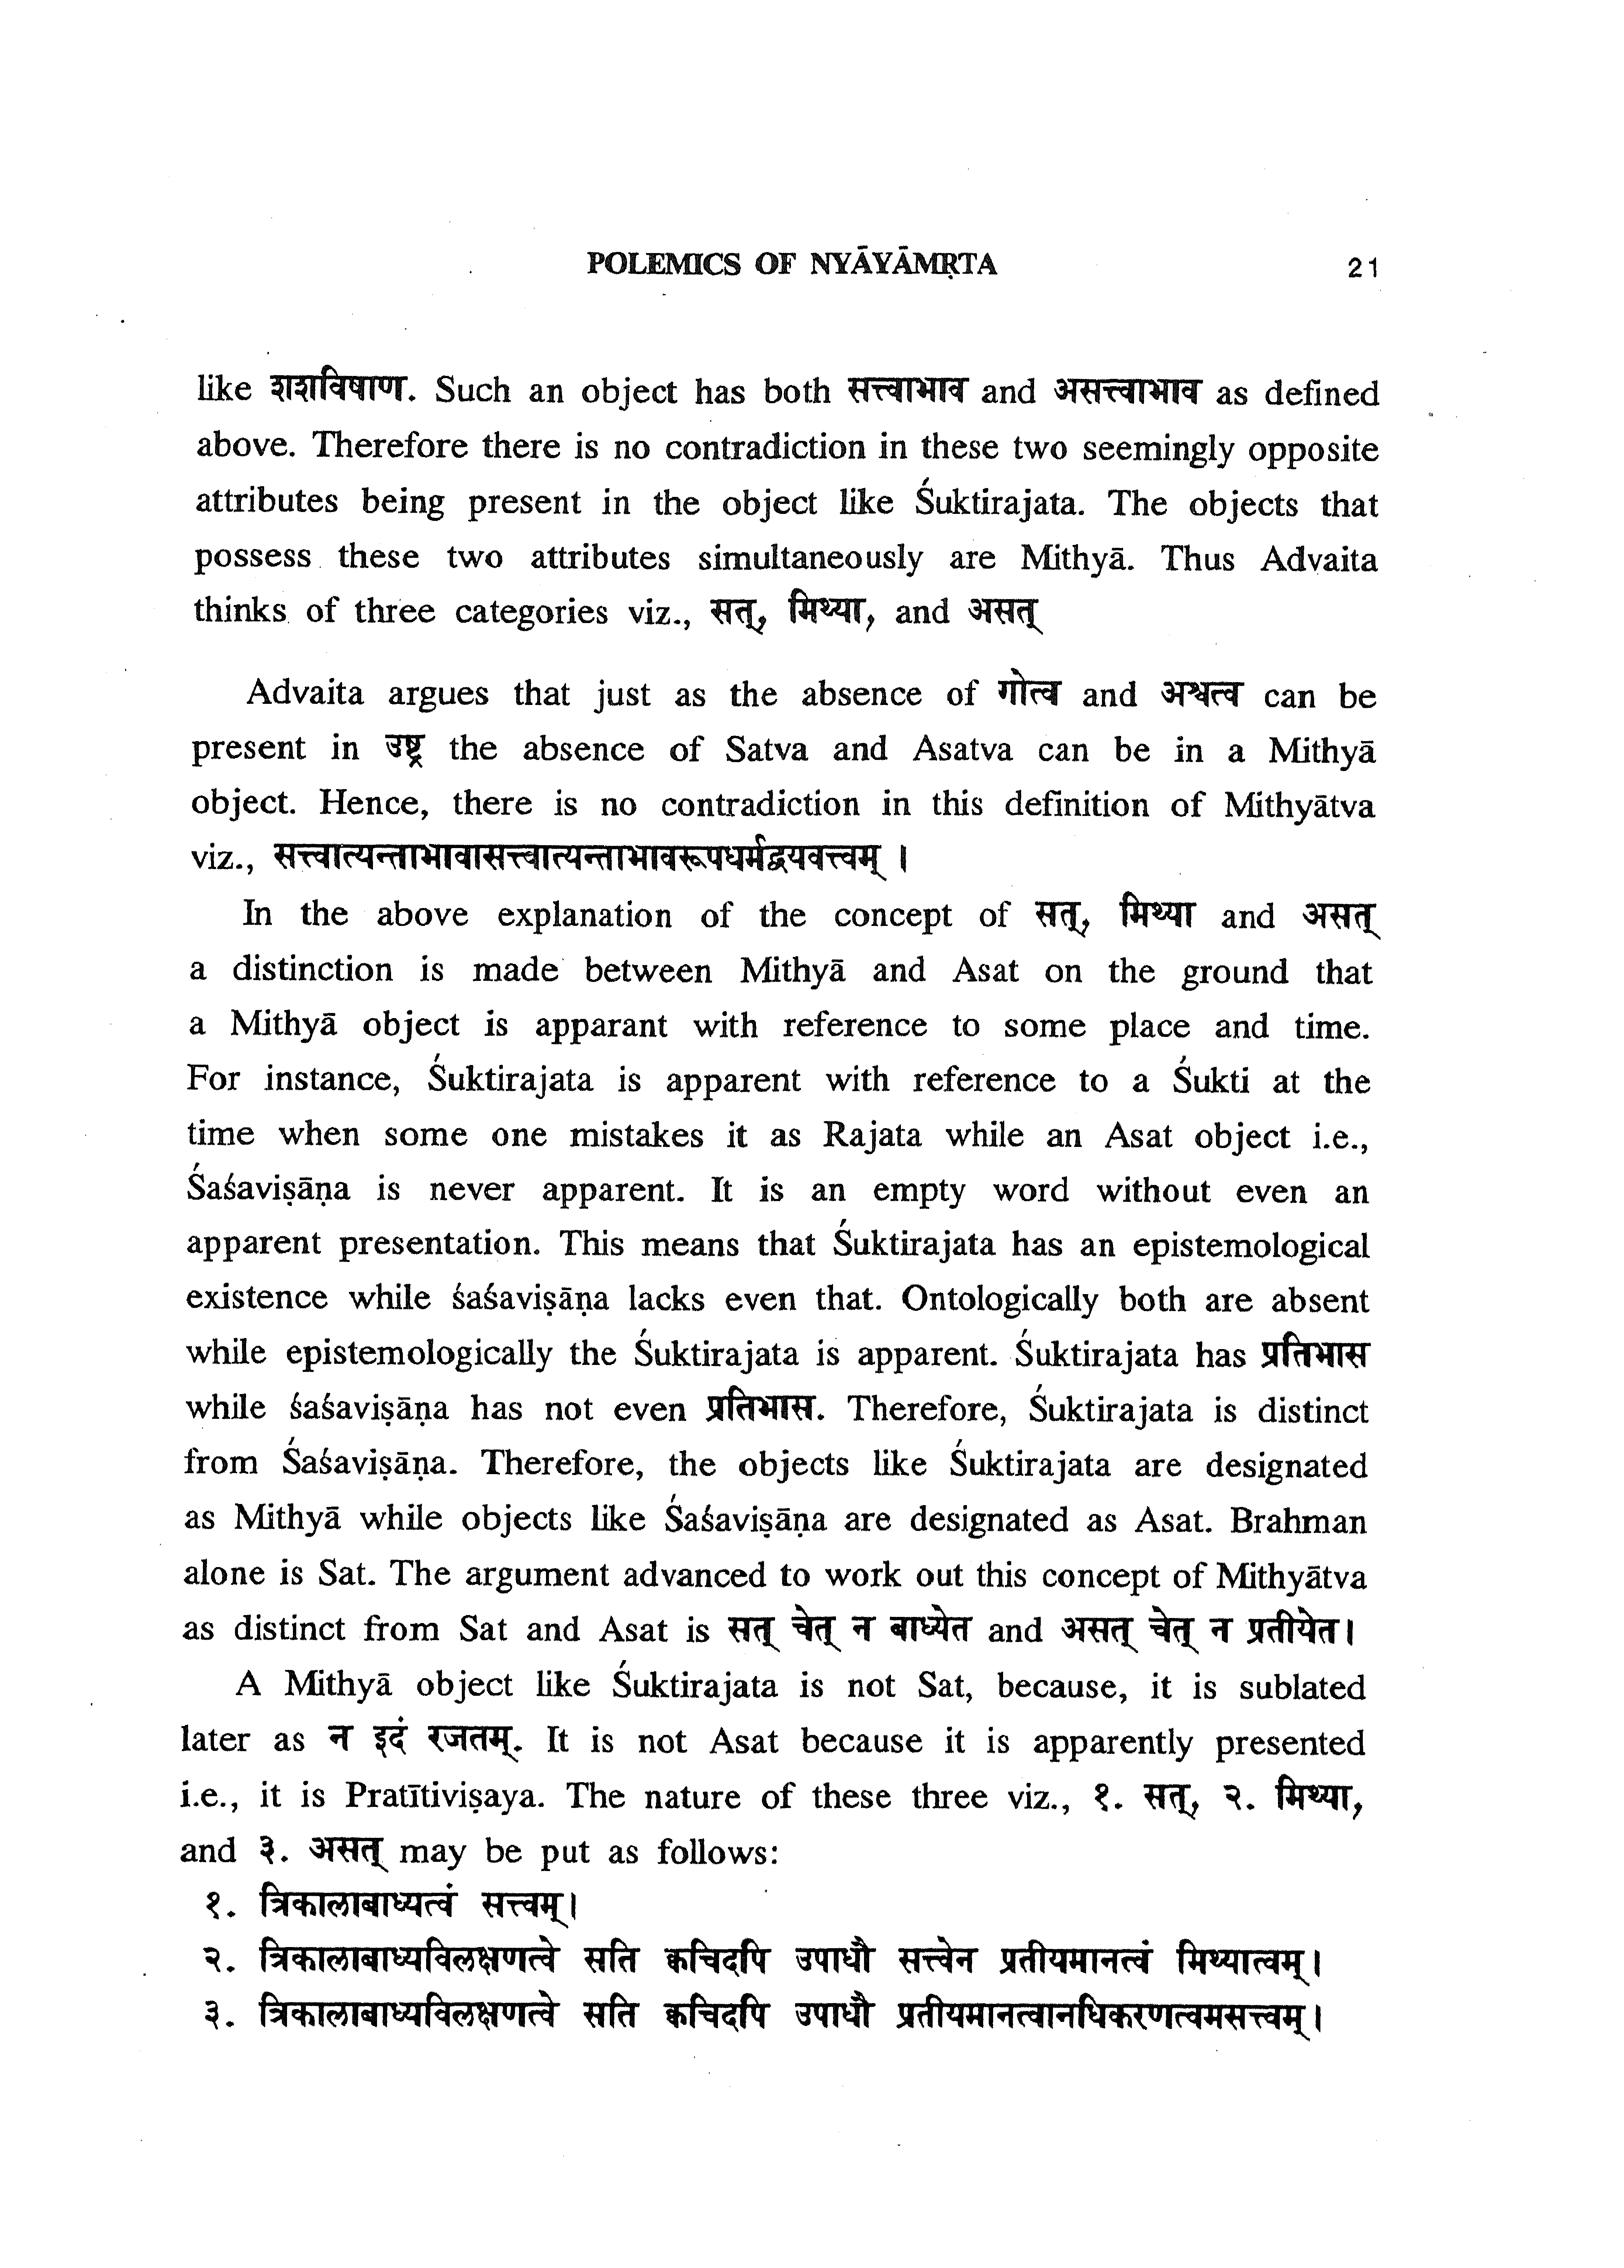 POLEMICS OF NYĀYĀMṚTA 21
like शशविषाण. Such an object has both सत्त्वाभाव and असत्त्वाभाव as defined
above. Therefore there is no contradiction in these two seemingly opposite
attributes being present in the object like Śuktirajata. The objects that
possess these two attributes simultaneously are Mithyā. Thus Advaita
thinks of three categories viz., सत्, मिथ्या, and असत्
Advaita argues that just as the absence of गोत्व and अश्वत्व can be
present in उष्ट्र the absence of Satva and Asatva can be in a Mithyā
object. Hence, there is no contradiction in this definition of Mithyātva
viz., सत्त्वात्यन्ताभावासत्त्वात्यन्ताभावरूपधर्मद्वयवत्त्वम् ।
In the above explanation of the concept of सत्, मिथ्या and असत्
a distinction is made between Mithyā and Asat on the ground that
a Mithyā object is apparant with reference to some place and time.
For instance, Śuktirajata is apparent with reference to a Śukti at the
time when some one mistakes it as Rajata while an Asat object i.e.,
Śaśaviṣāṇa is never apparent. It is an empty word without even an
apparent presentation. This means that Śuktirajata has an epistemological
existence while śaśaviṣāṇa lacks even that. Ontologically both are absent
while epistemologically the Śuktirajata is apparent. Śuktirajata has प्रतिभास
while śaśaviṣāṇa has not even प्रतिभास. Therefore, Śuktirajata is distinct
from Śaśaviṣāṇa. Therefore, the objects like Śuktirajata are designated
as Mithyā while objects like Śaśaviṣāṇa are designated as Asat. Brahman
alone is Sat. The argument advanced to work out this concept of Mithyātva
as distinct from Sat and Asat is सत् चेत् न बाध्येत and असत् चेत् न प्रतीयेत।
A Mithyā object like Śuktirajata is not Sat, because, it is sublated
later as न इदं रजतम्. It is not Asat because it is apparently presented
i.e., it is Pratītiviṣaya. The nature of these three viz., १. सत्, २. मिथ्या,
and ३. असत् may be put as follows:
१. त्रिकालाबाध्यत्वं सत्त्वम्।
२. त्रिकालाबाध्यविलक्षणत्वे सति क्वचिदपि उपाधौ सत्त्वेन प्रतीयमानत्वं मिथ्यात्वम्।
३. त्रिकालाबाध्यविलक्षणत्वे सति क्वचिदपि उपाधौ प्रतीयमानत्वानधिकरणत्वमसत्त्वम्।